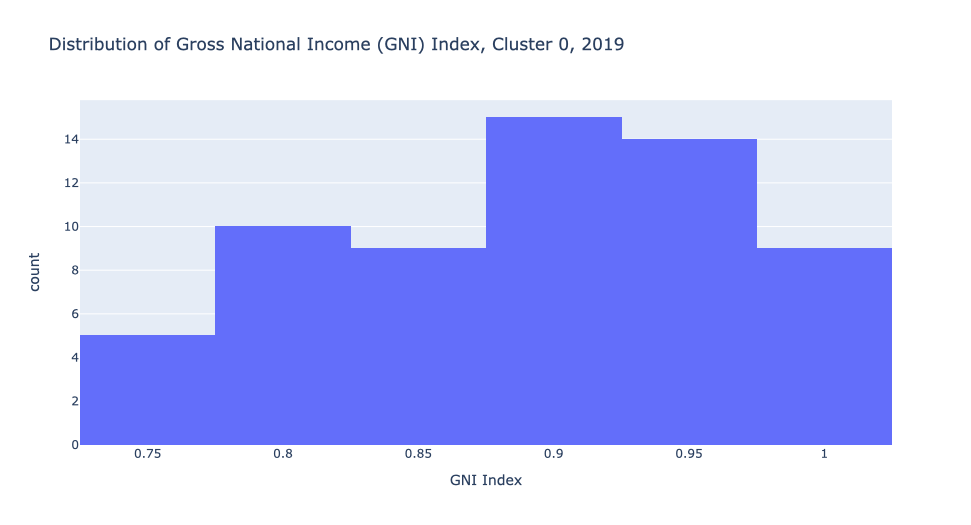 Distribution of Gross National Income (GNI) Index, Cluster 0, 2019
14
12
10
8
6
4
2
0
count
0.75 0.8 0.85 0.9 0.95 1
GNI Index